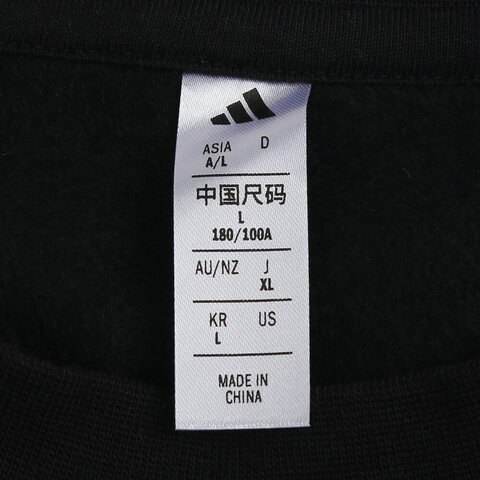 ASIA D
A/L
中国尺码
L
180/100A
AU/NZ J
XL
KR US
L
MADE IN
CHINA